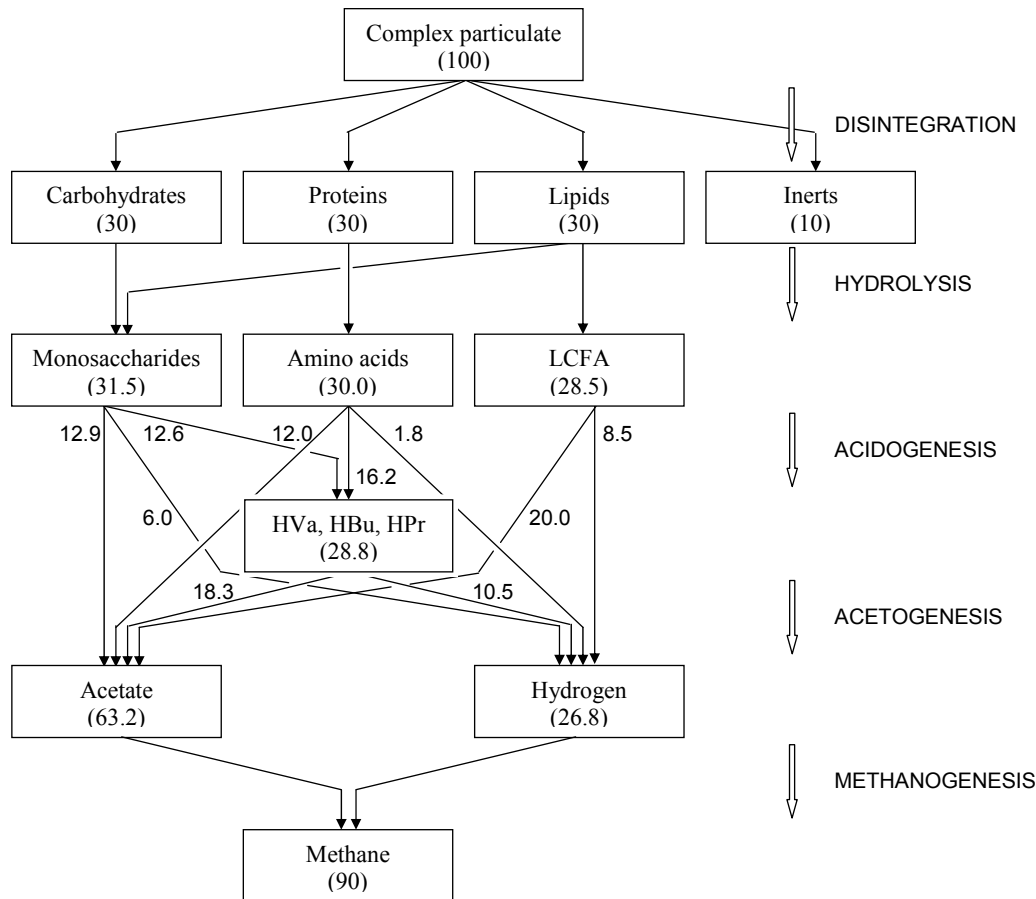 Complex particulate
(100)
DISINTEGRATION
Carbohydrates
(30)
Proteins
(30)
Lipids
(30)
Inerts
(10)
HYDROLYSIS
Monosaccharides
(31.5)
Amino acids
(30.0)
LCFA
(28.5)
12.9
12.6
12.0
1.8
8.5
ACIDOGENESIS
16.2
6.0
20.0
HVa, HBu, HPr
(28.8)
18.3
10.5
ACETOGENESIS
Acetate
(63.2)
Hydrogen
(26.8)
METHANOGENESIS
Methane
(90)